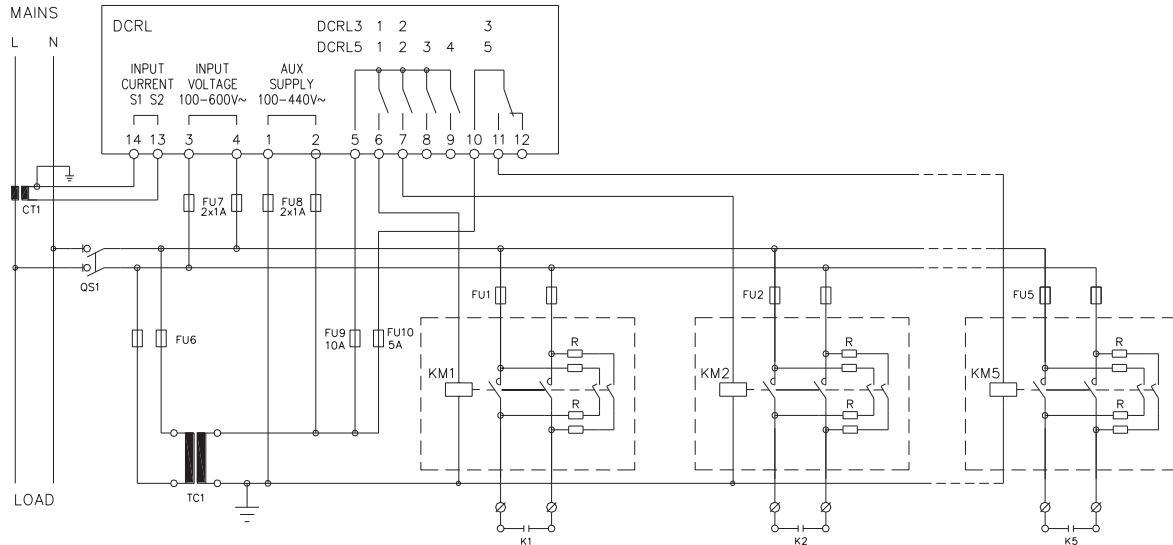 MAINS
L N
DCRL
DCRL3 1 2 3
DCRL5 1 2 3 4 5
INPUT CURRENT
S1 S2
INPUT VOLTAGE
100–600V~
AUX SUPPLY
100–440V~
14 13 3 4 1 2 5 6 7 8 9 10 11 12
CT1
FU7
2x1A
FU8
2x1A
QS1
FU1
FU2
FU5
FU6
FU9
10A
FU10
5A
KM1
R
R
KM2
R
R
KM5
R
R
TC1
LOAD
K1
K2
K5